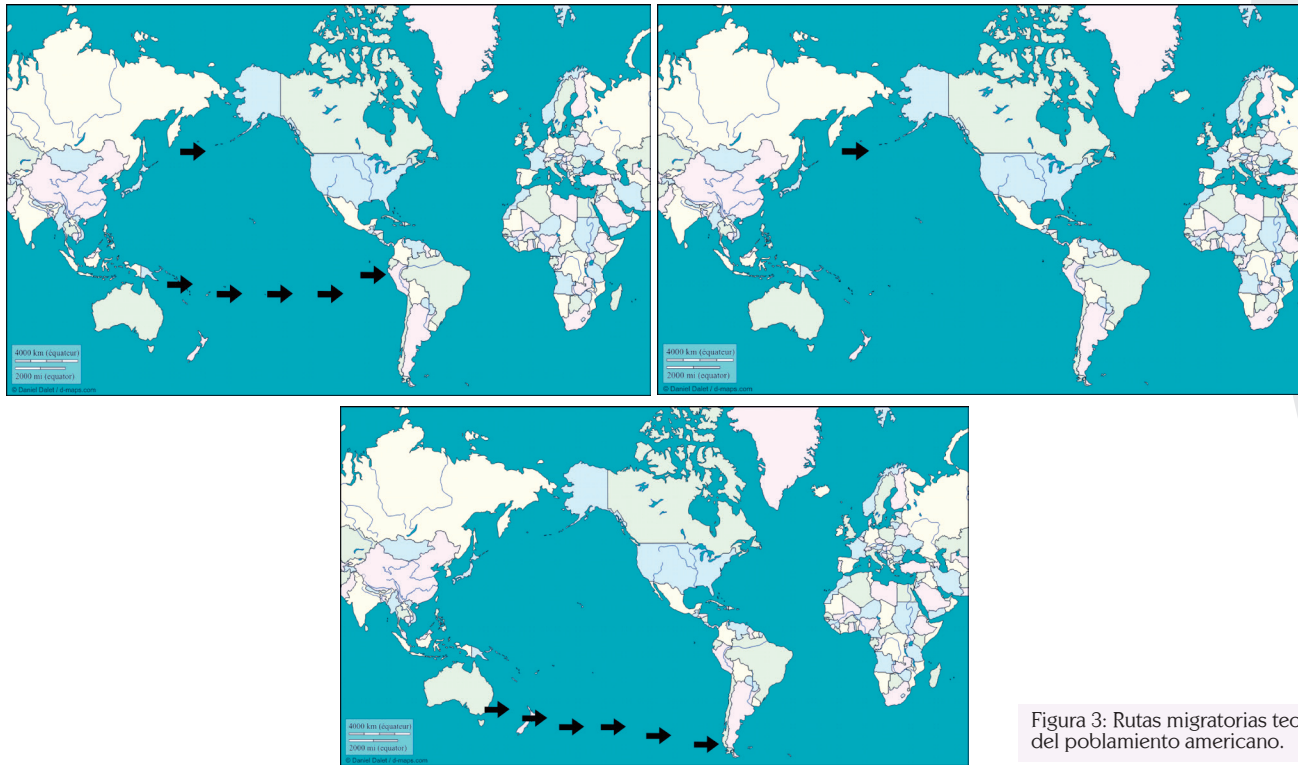 4000 km (équateur)
2000 mi (equator)
© Daniel Dalet / d-maps.com
4000 km (équateur)
2000 mi (equator)
© Daniel Dalet / d-maps.com
4000 km (équateur)
2000 mi (equator)
© Daniel Dalet / d-maps.com
Figura 3: Rutas migratorias
del poblamiento americano.